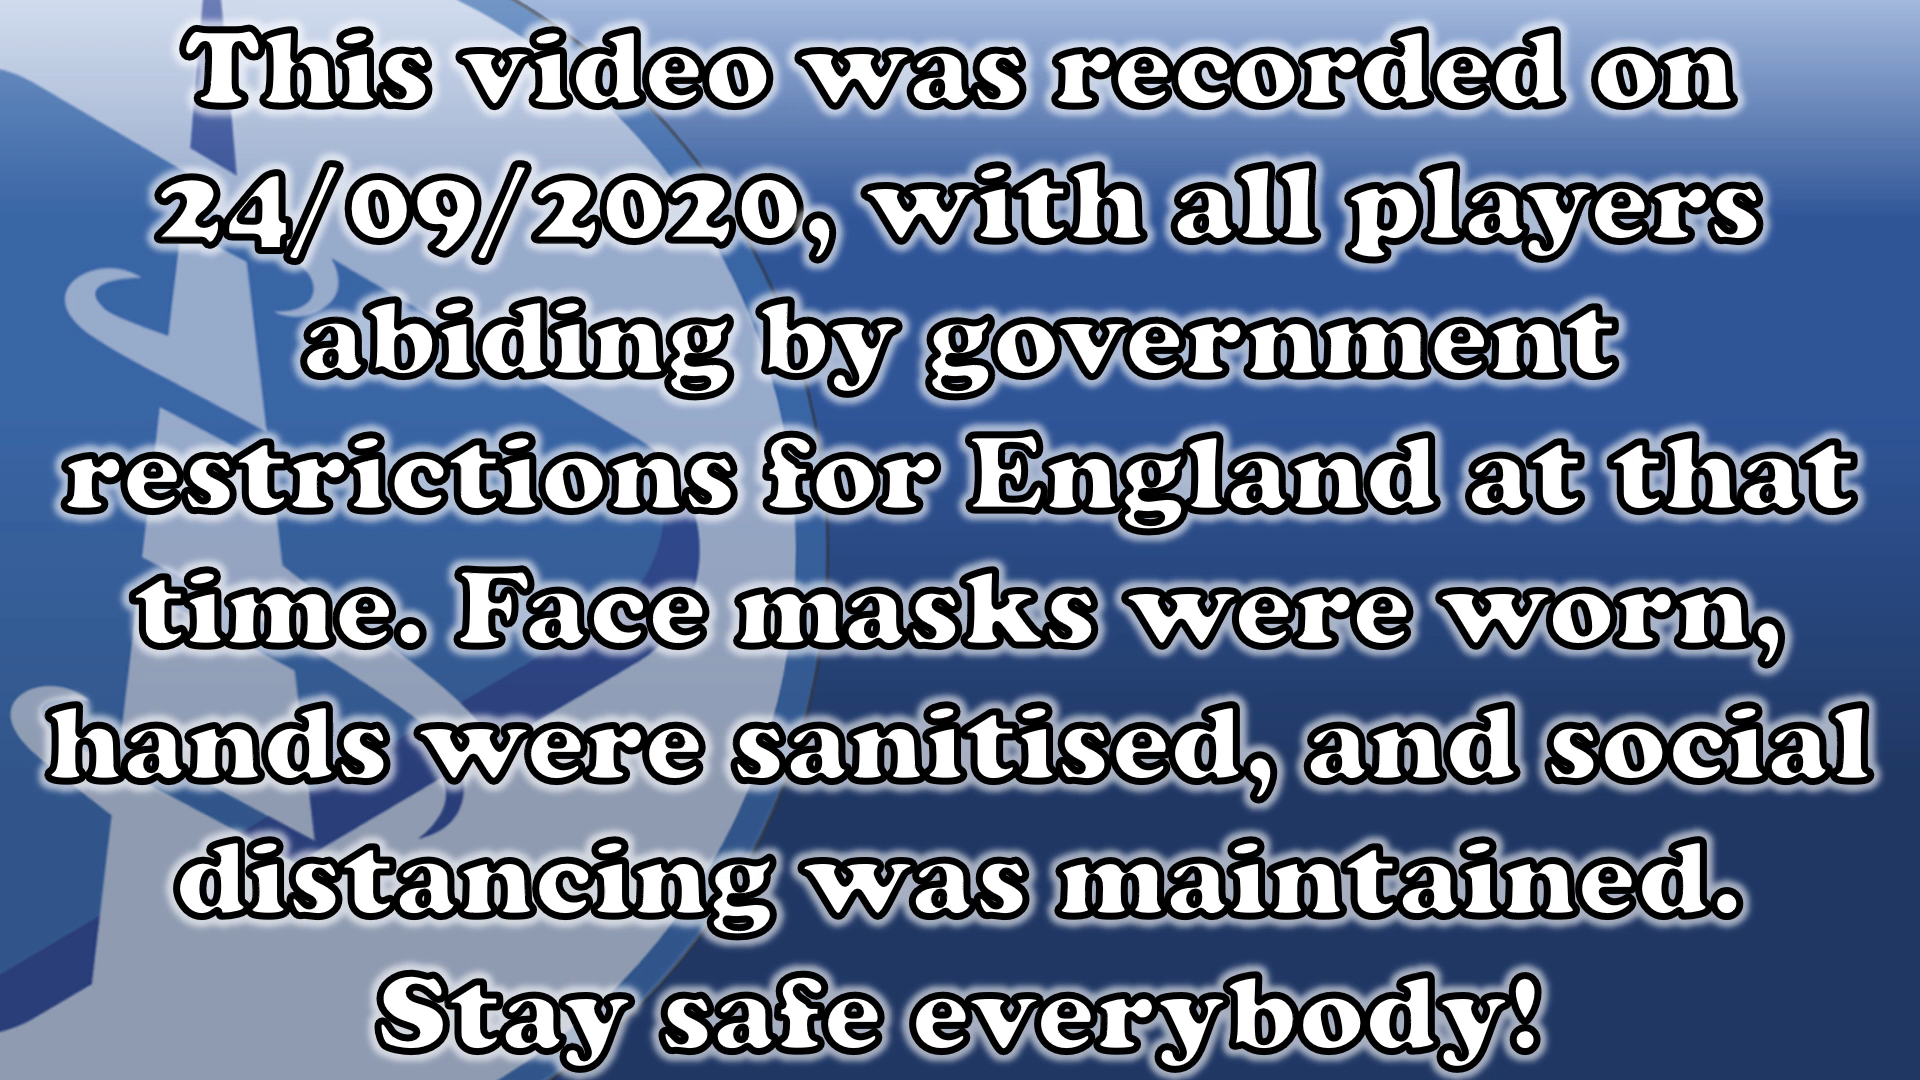 This video was recorded on
24/09/2020, with all players
abiding by government
restrictions for England at that
time. Face masks were worn,
hands were sanitised, and social
distancing was maintained.
Stay safe everybody!